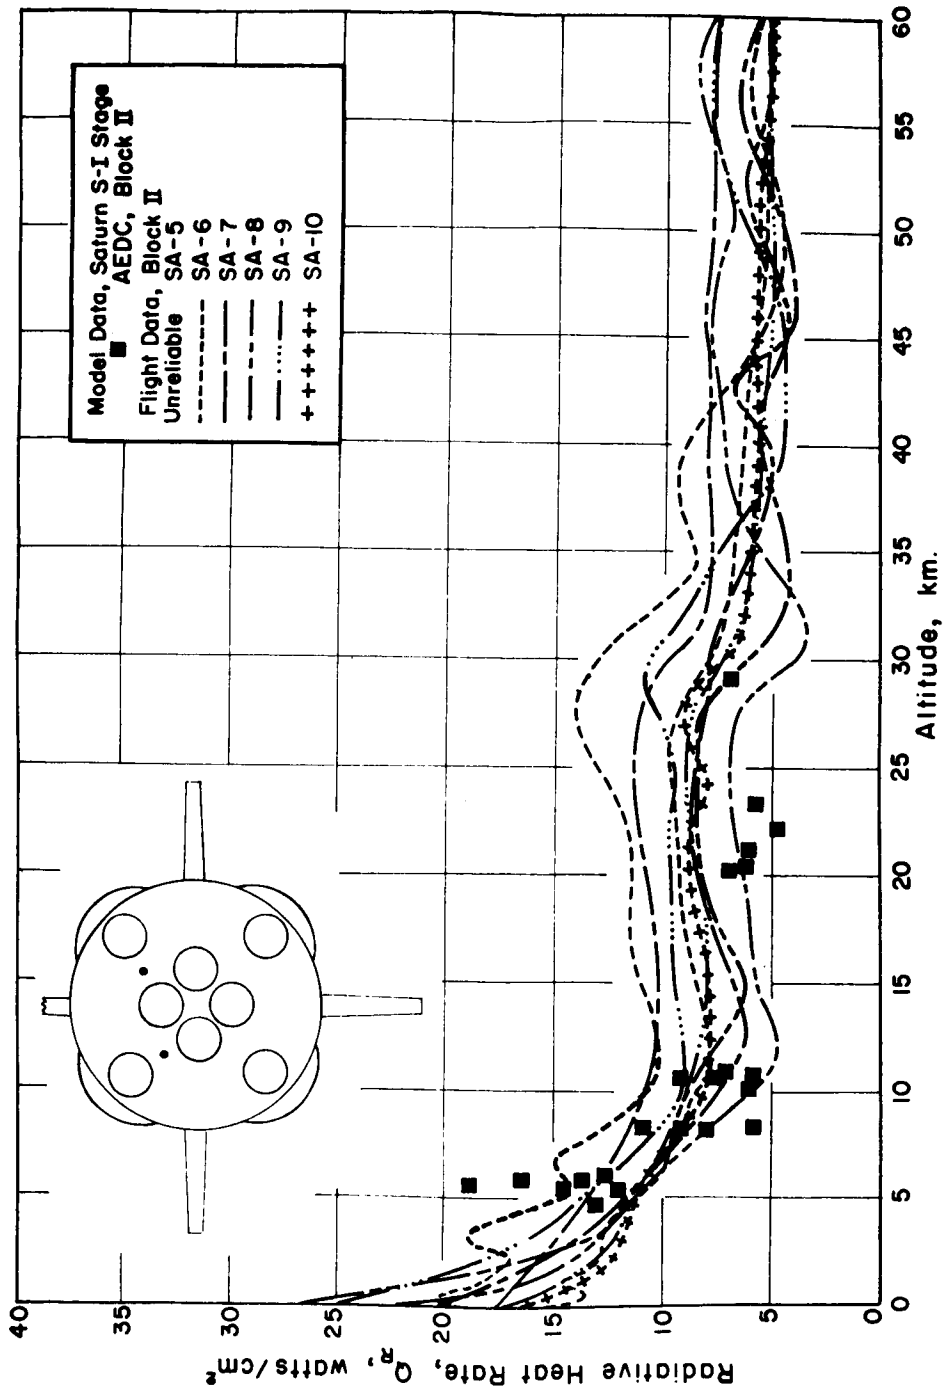 Model Data, Saturn S-I Stage
■ AEDC, Block II
Flight Data, Block II
Unreliable SA-5
SA-6
SA-7
SA-8
SA-9
+++++ SA-10
40
35
30
25
20
15
10
5
0
Radiative Heat Rate, Q_R, watts/cm²
0 5 10 15 20 25 30 35 40 45 50 55 60
Altitude, km.